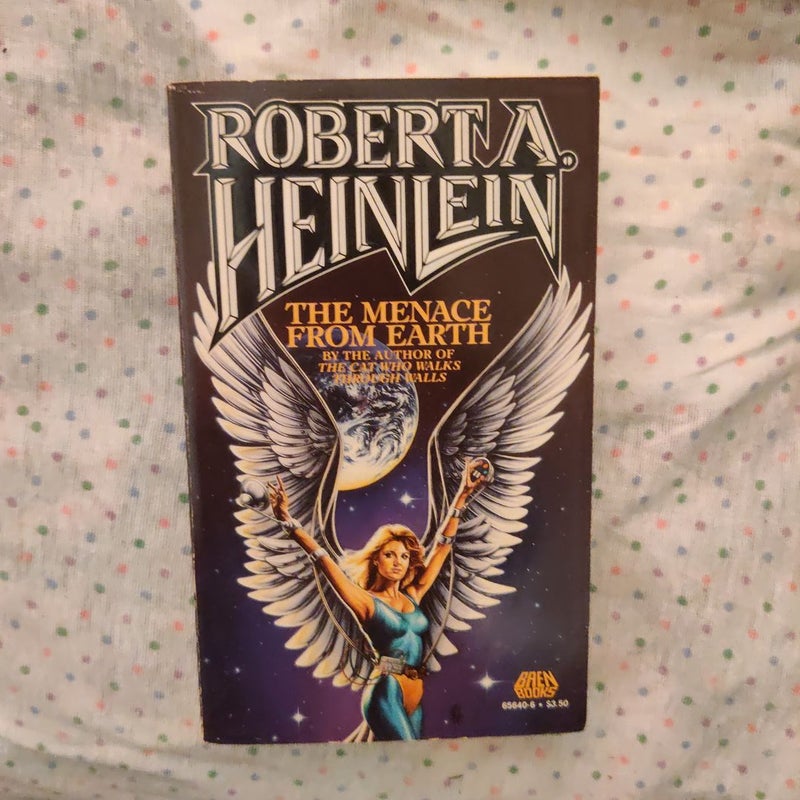 ROBERT A.
HEINLEIN
THE MENACE
FROM EARTH
BY THE AUTHOR OF
THE CAT WHO WALKS
THROUGH WALLS
BAEN
BOOKS
65640-6 • $3.50